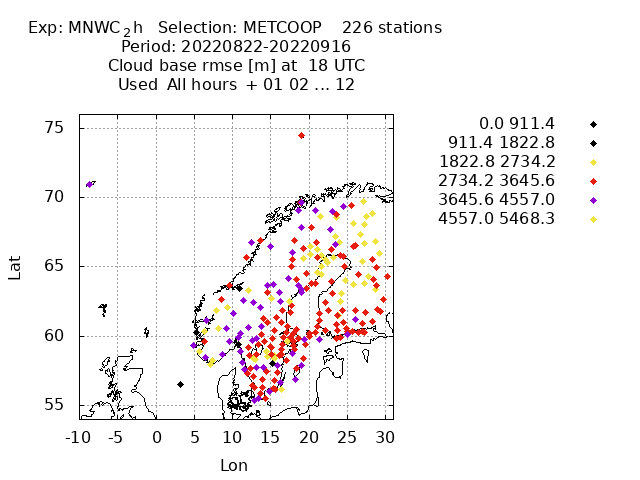 Exp: MNWC2h Selection: METCOOP 226 stations
Period: 20220822-20220916
Cloud base rmse [m] at 18 UTC
Used All hours + 01 02 ... 12
0.0 911.4
911.4 1822.8
1822.8 2734.2
2734.2 3645.6
3645.6 4557.0
4557.0 5468.3
75
70
65
60
55
Lat
-10 -5 0 5 10 15 20 25 30
Lon